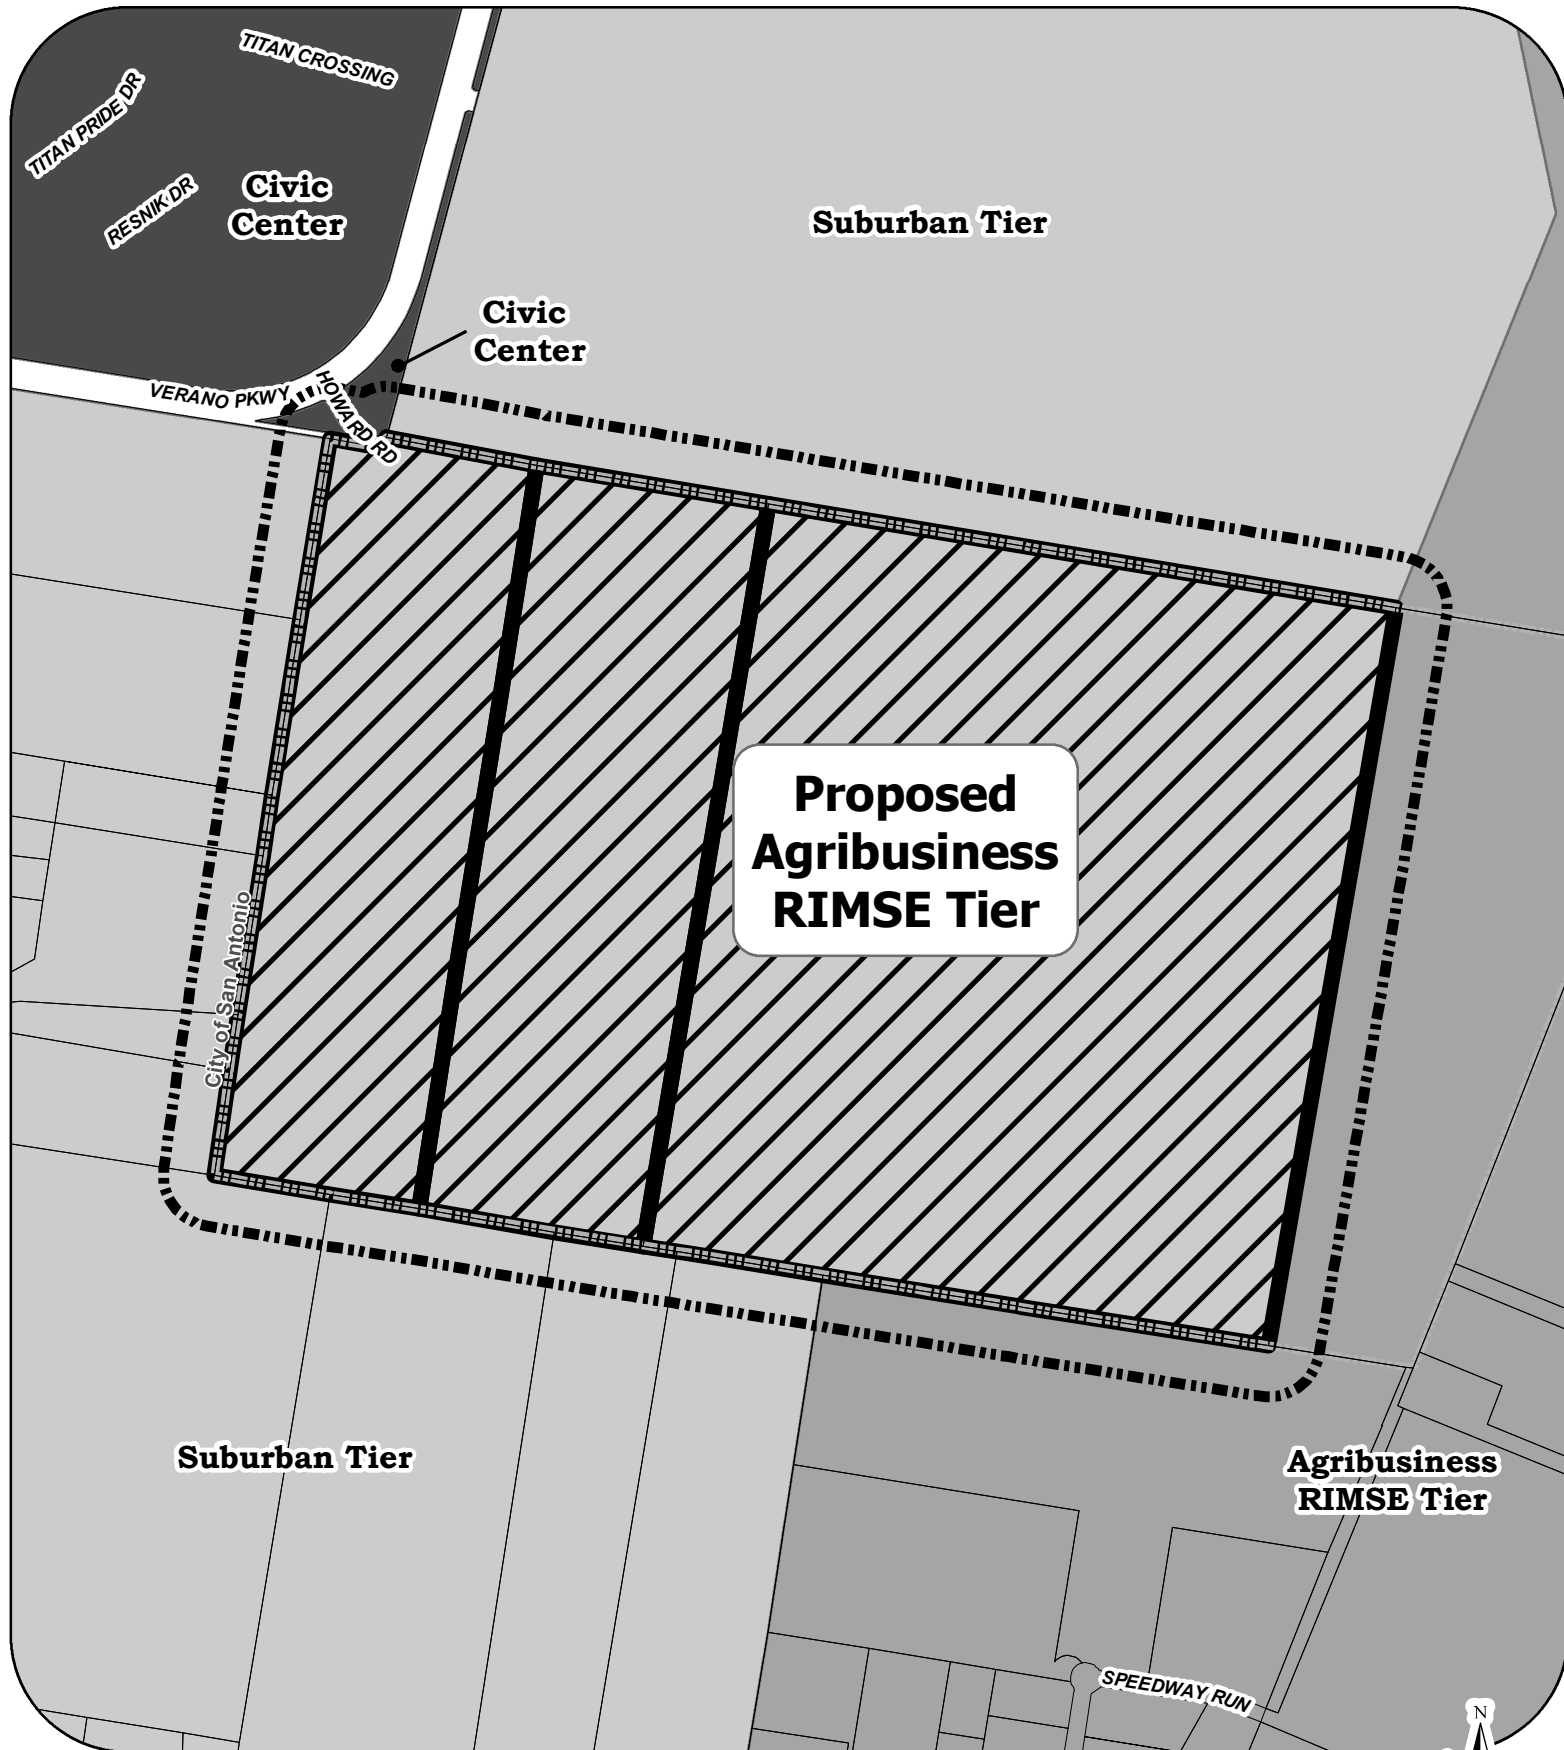 TITAN CROSSING
TITAN PRIDE DR
RESNIK DR
Civic
Center
Suburban Tier
Civic
Center
VERANO PKWY
HOWARD RD
Proposed
Agribusiness
RIMSE Tier
City of San Antonio
Suburban Tier
Agribusiness
RIMSE Tier
SPEEDWAY RUN
N